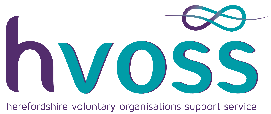 hvoss
herefordshire voluntary organisations support service